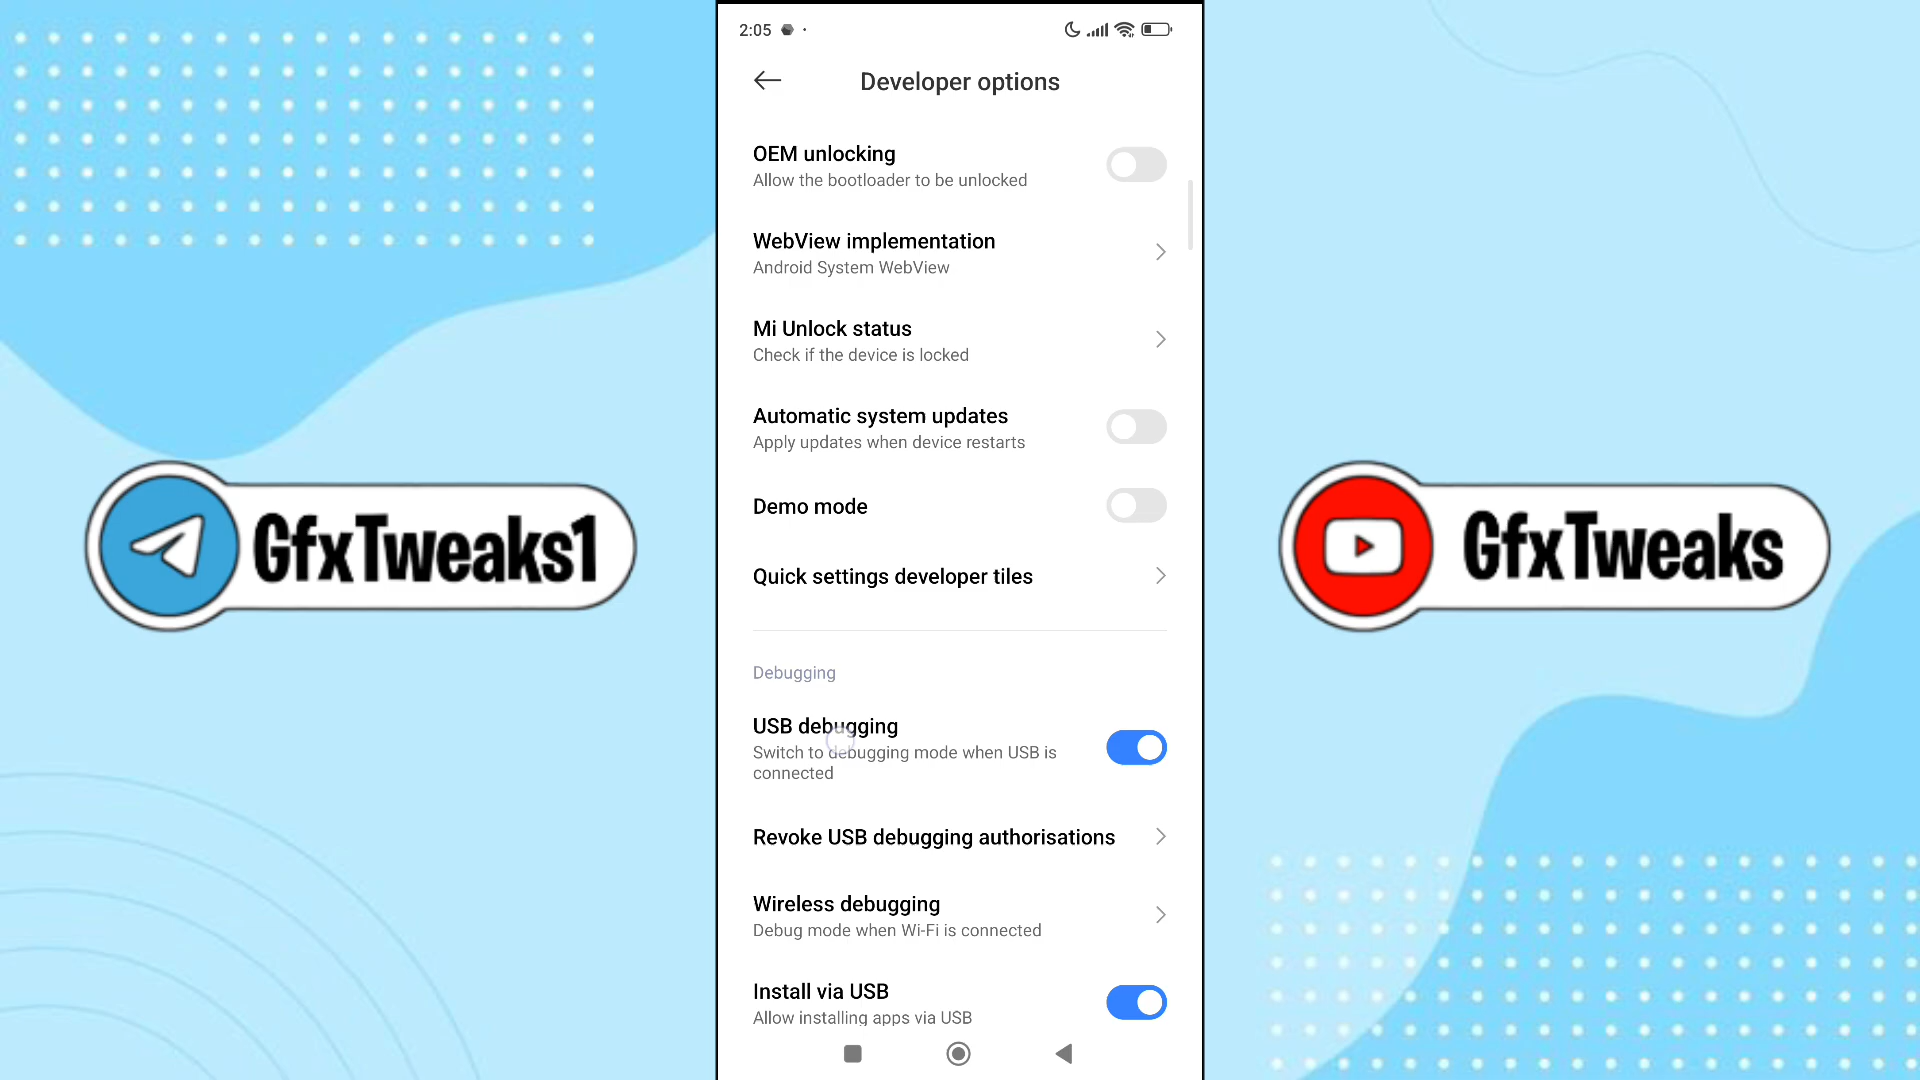 2:05
Developer options
OEM unlocking
Allow the bootloader to be unlocked
WebView implementation
Android System WebView
Mi Unlock status
Check if the device is locked
Automatic system updates
Apply updates when device restarts
Demo mode
Quick settings developer tiles
Debugging
USB debugging
Switch to debugging mode when USB is
connected
Revoke USB debugging authorisations
Wireless debugging
Debug mode when Wi-Fi is connected
Install via USB
Allow installing apps via USB
GfxTweaks1
GfxTweaks